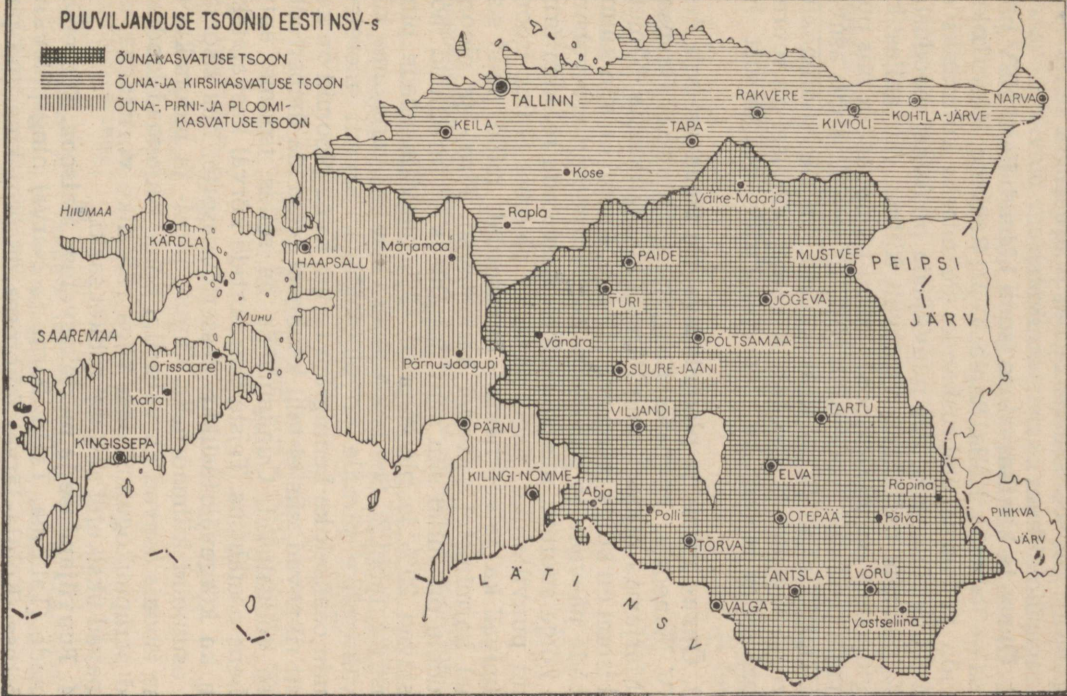 PUUVILJANDUSE TSOONID EESTI NSV-s
ÕUNAKASVATUSE TSOON
ÕUNA-JA KIRSIKASVATUSE TSOON
ÕUNA-, PIRNI-JA PLOOMI-
KASVATUSE TSOON
TALLINN
KEILA
RAKVERE
TAPA
KIVIÕLI
KOHTLA-JÄRVE
NARVA
Kose
Väike-Maarja
Rapla
HIIUMAA
KÄRDLA
HAAPSALU
Märjamaa
PAIDE
MUSTVEE
PEIPSI
JÄRV
TÜRI
JÕGEVA
MUHU
SAAREMAA
Orissaare
Karja
KINGISSEPA
Vändra
PÕLTSAMAA
Pärnu-Jaagupi
SUURE-JAANI
VILJANDI
TARTU
PÄRNU
KILINGI-NÕMME
ELVA
Abja
Räpina
Polli
OTEPÄÄ
Põlva
PIHKVA
JÄRV
TÕRVA
LÄTI NSV
ANTSLA
VÕRU
VALGA
Vastseliina